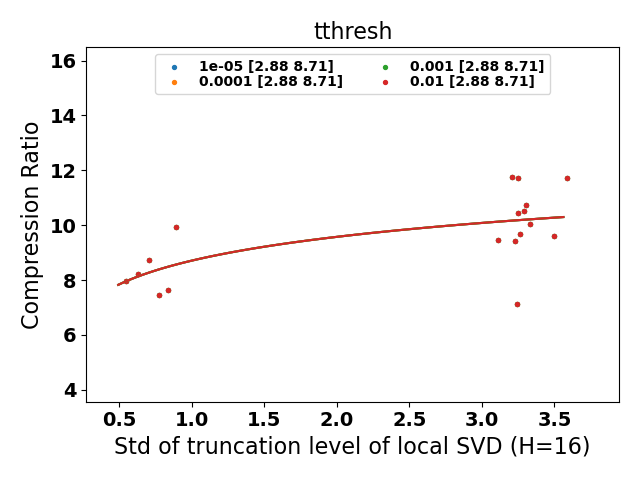 tthresh
1e-05 [2.88 8.71]
0.0001 [2.88 8.71]
0.001 [2.88 8.71]
0.01 [2.88 8.71]
Compression Ratio
16
14
12
10
8
6
4
0.5 1.0 1.5 2.0 2.5 3.0 3.5
Std of truncation level of local SVD (H=16)